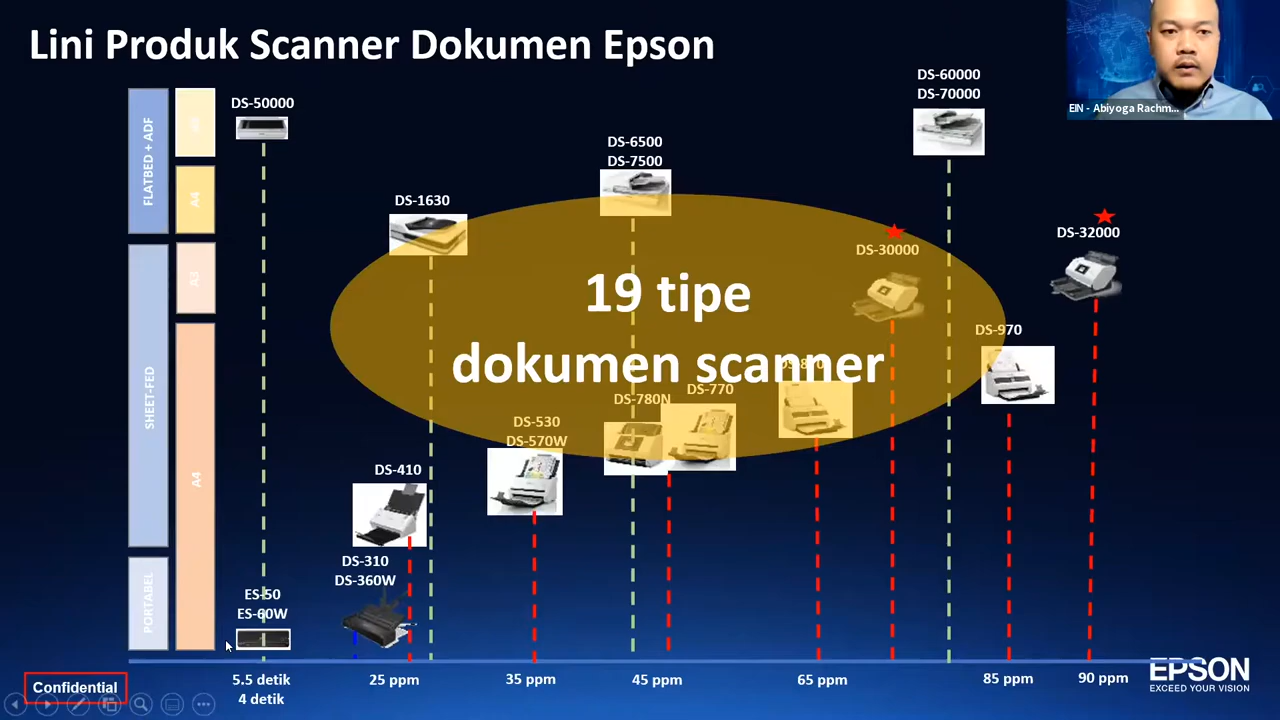 Lini Produk Scanner Dokumen Epson
EIN - Abiyoga Rachm...
DS-60000
DS-70000
DS-50000
DS-6500
DS-7500
FLATBED + ADF
A4
DS-1630
DS-32000
DS-30000
A3
19 tipe
dokumen scanner
DS-970
DS-770
DS-780N
SHEET-FED
DS-530
DS-570W
DS-410
A4
DS-310
DS-360W
PORTABEL
ES-50
ES-60W
5.5 detik
4 detik
25 ppm
35 ppm
45 ppm
65 ppm
85 ppm
90 ppm
Confidential
EPSON
EXCEED YOUR VISION